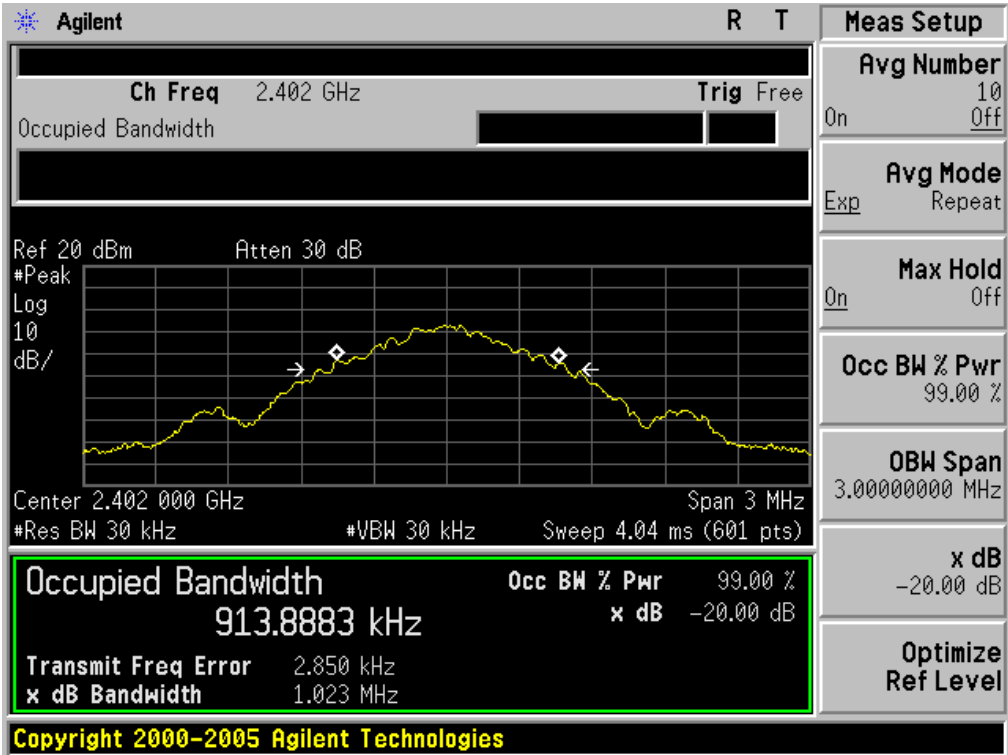 Agilent R T
Ch Freq 2.402 GHz Trig Free
Occupied Bandwidth
Ref 20 dBm Atten 30 dB
#Peak
Log
10
dB/
Center 2.402 000 GHz Span 3 MHz
#Res BW 30 kHz #VBW 30 kHz Sweep 4.04 ms (601 pts)
Occupied Bandwidth Occ BW % Pwr 99.00 %
913.8883 kHz x dB -20.00 dB
Transmit Freq Error 2.850 kHz
x dB Bandwidth 1.023 MHz
Copyright 2000-2005 Agilent Technologies
Meas Setup
Avg Number
10
On Off
Avg Mode
Exp Repeat
Max Hold
On Off
Occ BW % Pwr
99.00 %
OBW Span
3.00000000 MHz
x dB
-20.00 dB
Optimize
Ref Level